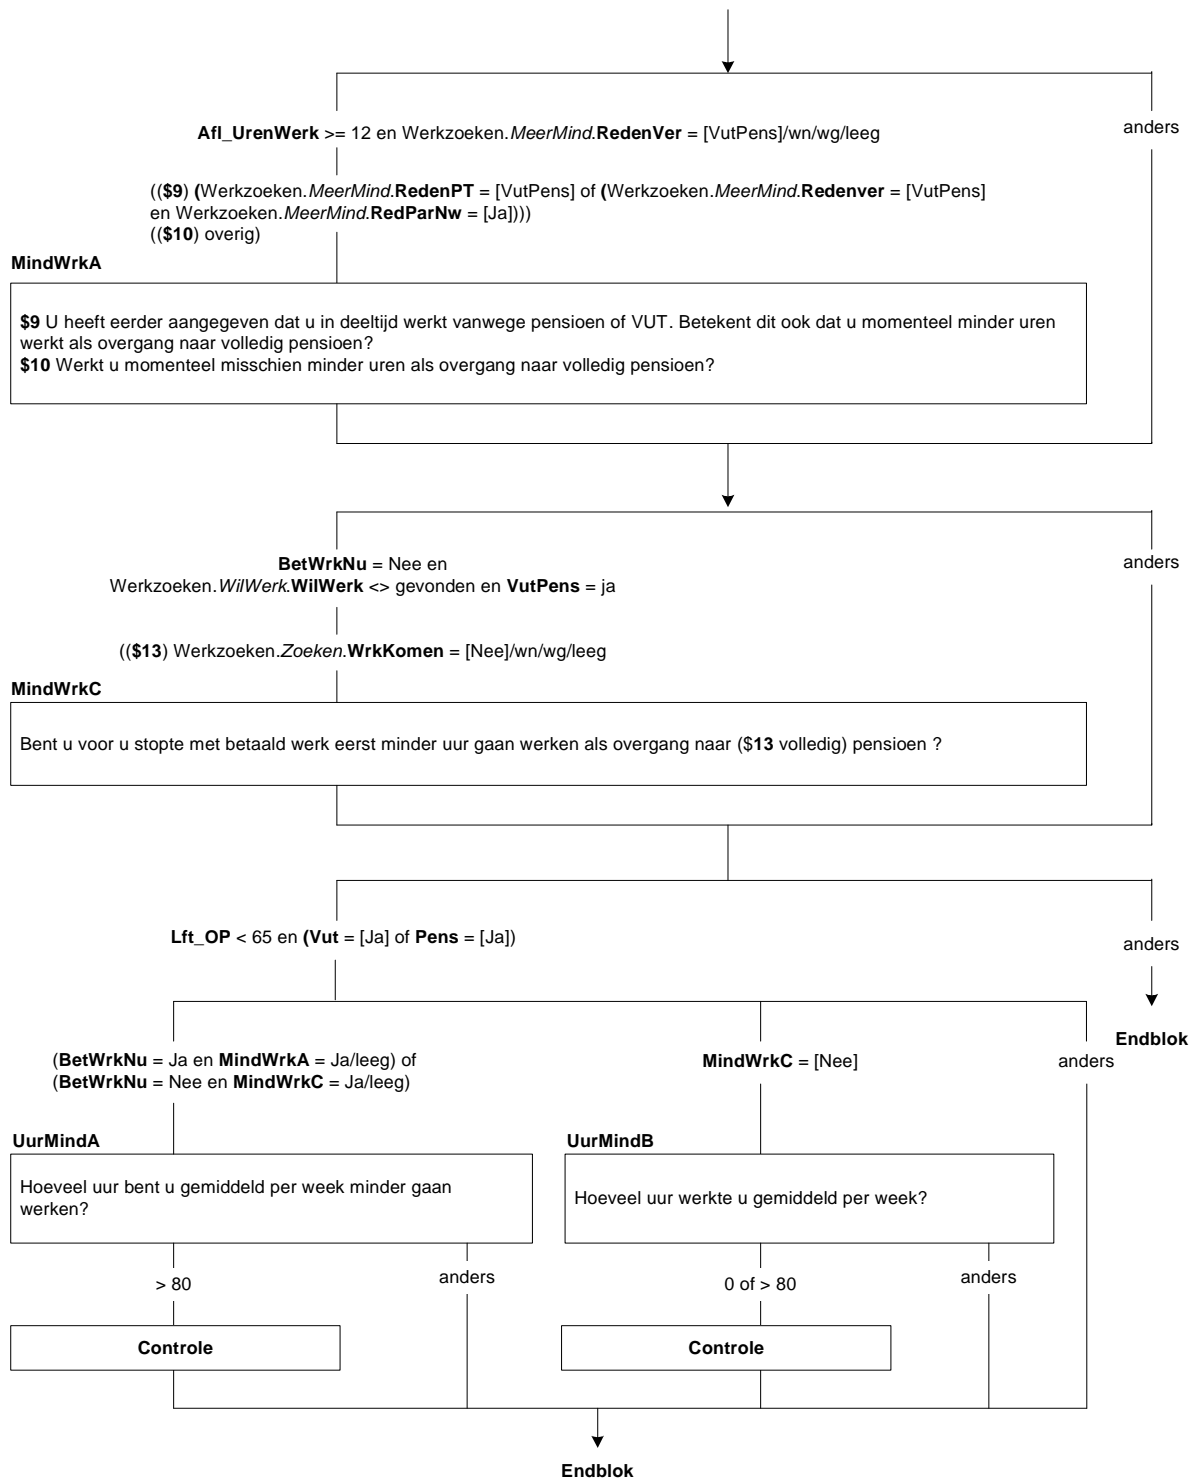 Afl_UrenWerk >= 12 en Werkzoeken.MeerMind.RedenVer = [VutPens]/wn/wg/leeg
anders
(($9) (Werkzoeken.MeerMind.RedenPT = [VutPens] of (Werkzoeken.MeerMind.Redenver = [VutPens]
en Werkzoeken.MeerMind.RedParNw = [Ja])))
(($10) overig)
MindWrkA
$9 U heeft eerder aangegeven dat u in deeltijd werkt vanwege pensioen of VUT. Betekent dit ook dat u momenteel minder uren
werkt als overgang naar volledig pensioen?
$10 Werkt u momenteel misschien minder uren als overgang naar volledig pensioen?
BetWrkNu = Nee en
Werkzoeken.WilWerk.WilWerk <> gevonden en VutPens = ja
anders
(($13) Werkzoeken.Zoeken.WrkKomen = [Nee]/wn/wg/leeg
MindWrkC
Bent u voor u stopte met betaald werk eerst minder uur gaan werken als overgang naar ($13 volledig) pensioen ?
Lft_OP < 65 en (Vut = [Ja] of Pens = [Ja])
anders
Endblok
(BetWrkNu = Ja en MindWrkA = Ja/leeg) of
(BetWrkNu = Nee en MindWrkC = Ja/leeg)
MindWrkC = [Nee]
anders
UurMindA
Hoeveel uur bent u gemiddeld per week minder gaan
werken?
UurMindB
Hoeveel uur werkte u gemiddeld per week?
> 80
anders
0 of > 80
anders
Controle
Controle
Endblok